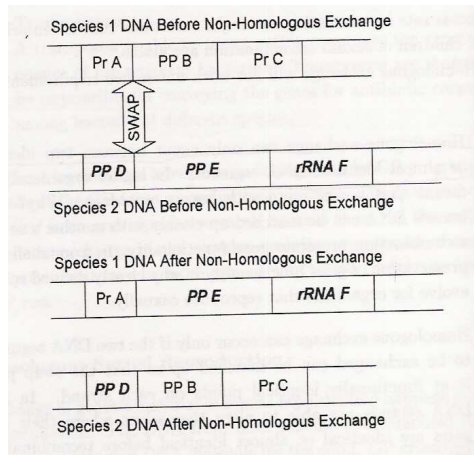 Species 1 DNA Before Non-Homologous Exchange
Pr A PP B Pr C
SWAP
PP D PP E rRNA F
Species 2 DNA Before Non-Homologous Exchange
Species 1 DNA After Non-Homologous Exchange
Pr A PP E rRNA F
PP D PP B Pr C
Species 2 DNA After Non-Homologous Exchange